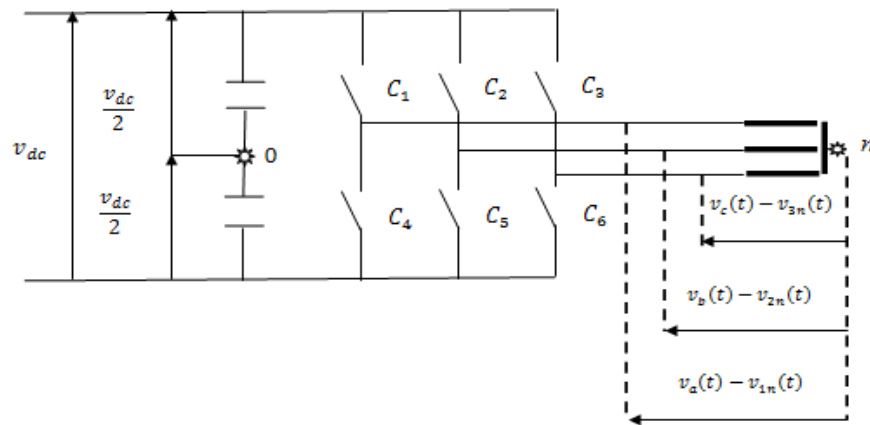 v_dc
v_dc/2
v_dc/2
0
C_1
C_2
C_3
C_4
C_5
C_6
n
v_c(t) − v_3n(t)
v_b(t) − v_2n(t)
v_a(t) − v_1n(t)